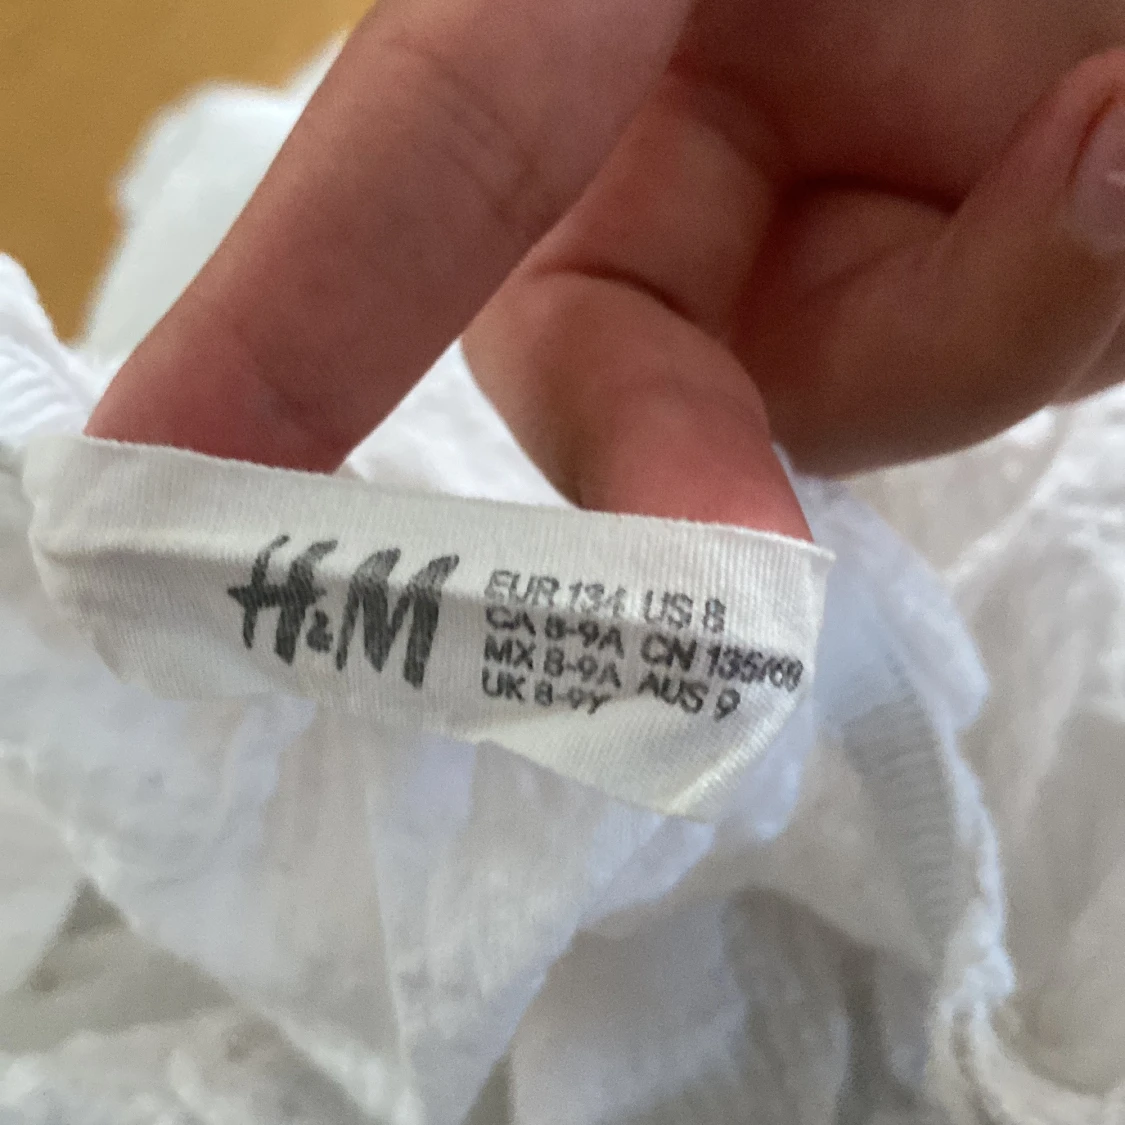 H&M
EUR 134 US 8
CA 8-9A CN 135/68
MX 8-9A
UK 8-9Y AUS 9